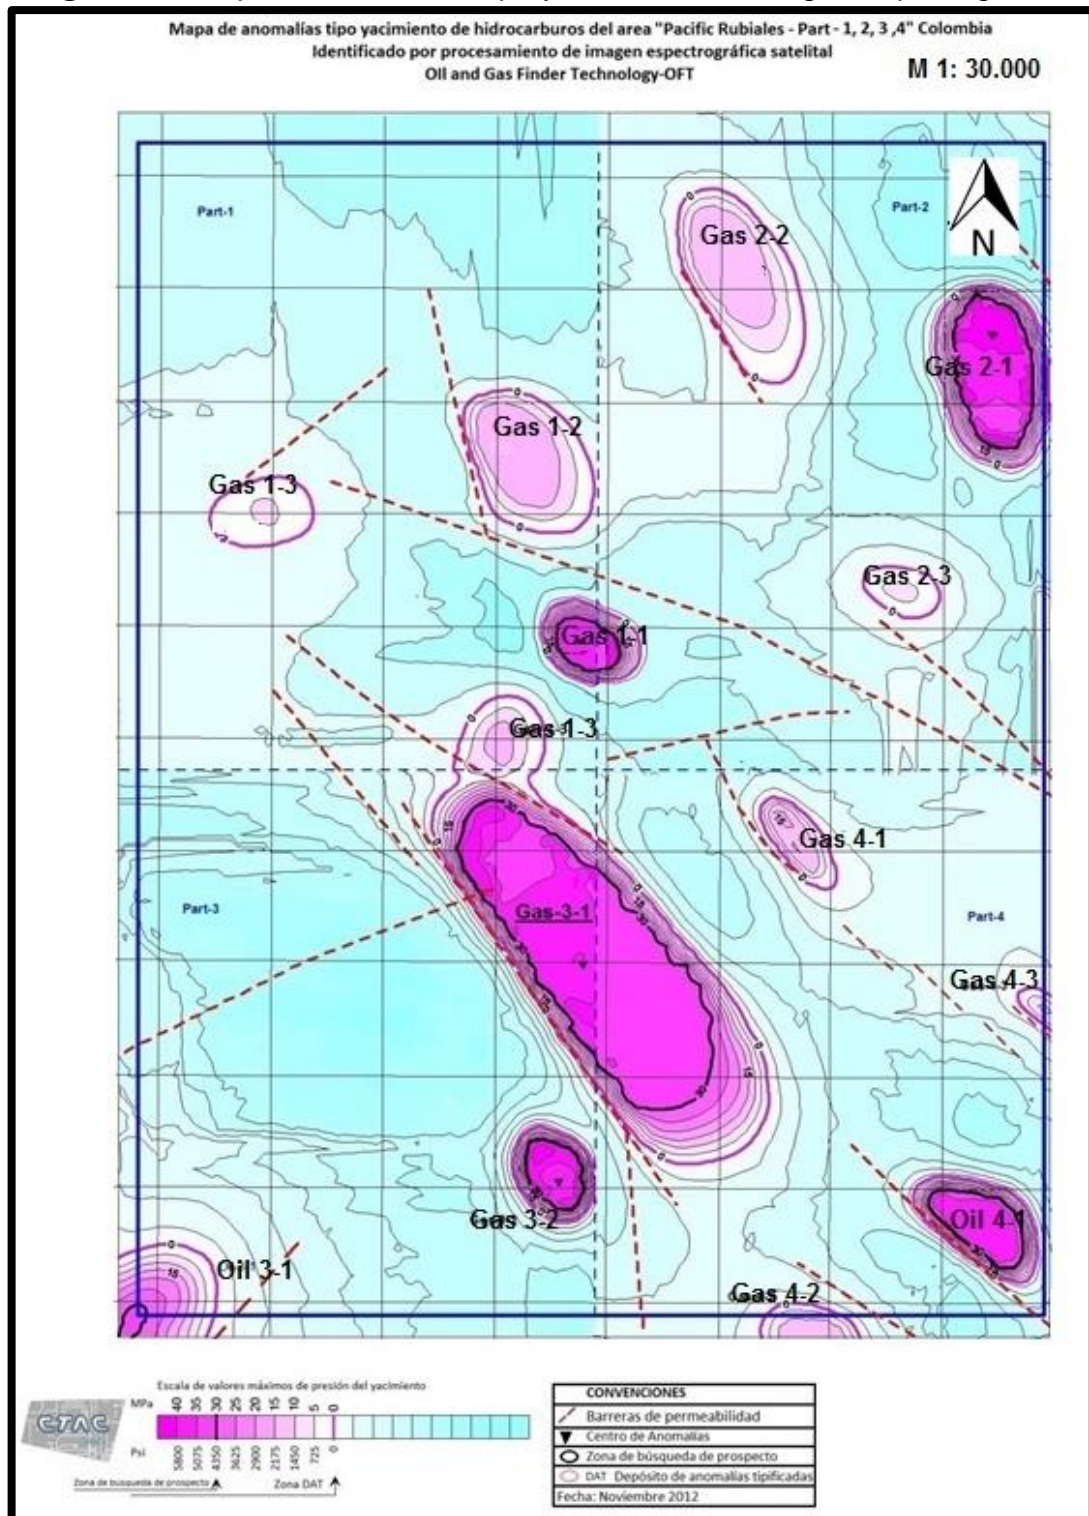 Mapa de anomalías tipo yacimiento de hidrocarburos del area "Pacific Rubiales - Part - 1, 2, 3 ,4" Colombia
Identificado por procesamiento de imagen espectrográfica satelital
OIl and Gas Finder Technology-OFT
M 1: 30.000
Part-1
Part-2
N
Gas 2-2
Gas 2-1
Gas 1-2
Gas 1-3
Gas 2-3
Gas 1-1
Gas 1-3
Gas 4-1
Part-3
Gas-3-1
Part-4
Gas 4-3
Gas 3-2
Oil 4-1
Oil 3-1
Gas 4-2
Escala de valores máximos de presión del yacimiento
MPa 40 35 30 25 20 15 10 5 0
Psi 5800 5075 4350 3625 2900 2175 1450 725 0
Zona de búsqueda de prospecto
Zona DAT
CTAC
CONVENCIONES
Barreras de permeabilidad
Centro de Anomalías
Zona de búsqueda de prospecto
DAT Depósito de anomalías tipificadas
Fecha: Noviembre 2012